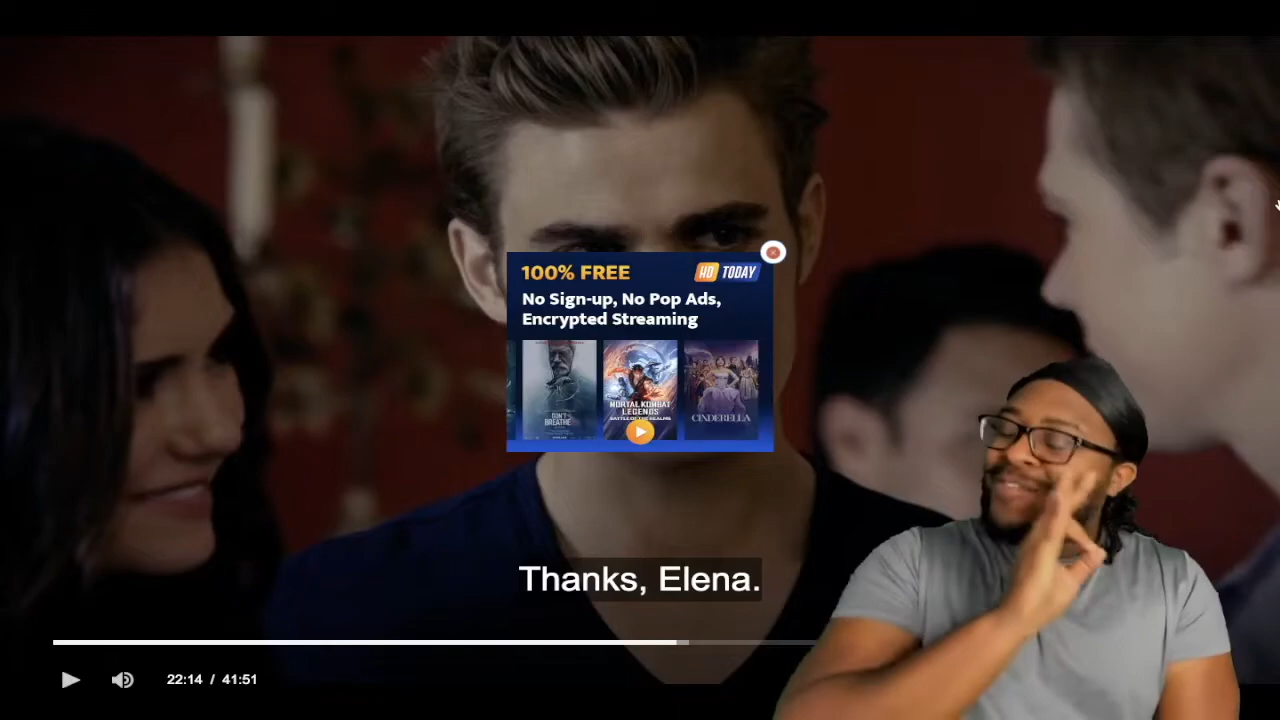 100% FREE
HD TODAY
No Sign-up, No Pop Ads,
Encrypted Streaming
DON'T
BREATHE
MORTAL KOMBAT
LEGENDS
BATTLE OF THE REALMS
CINDERELLA
Thanks, Elena.
22:14 / 41:51